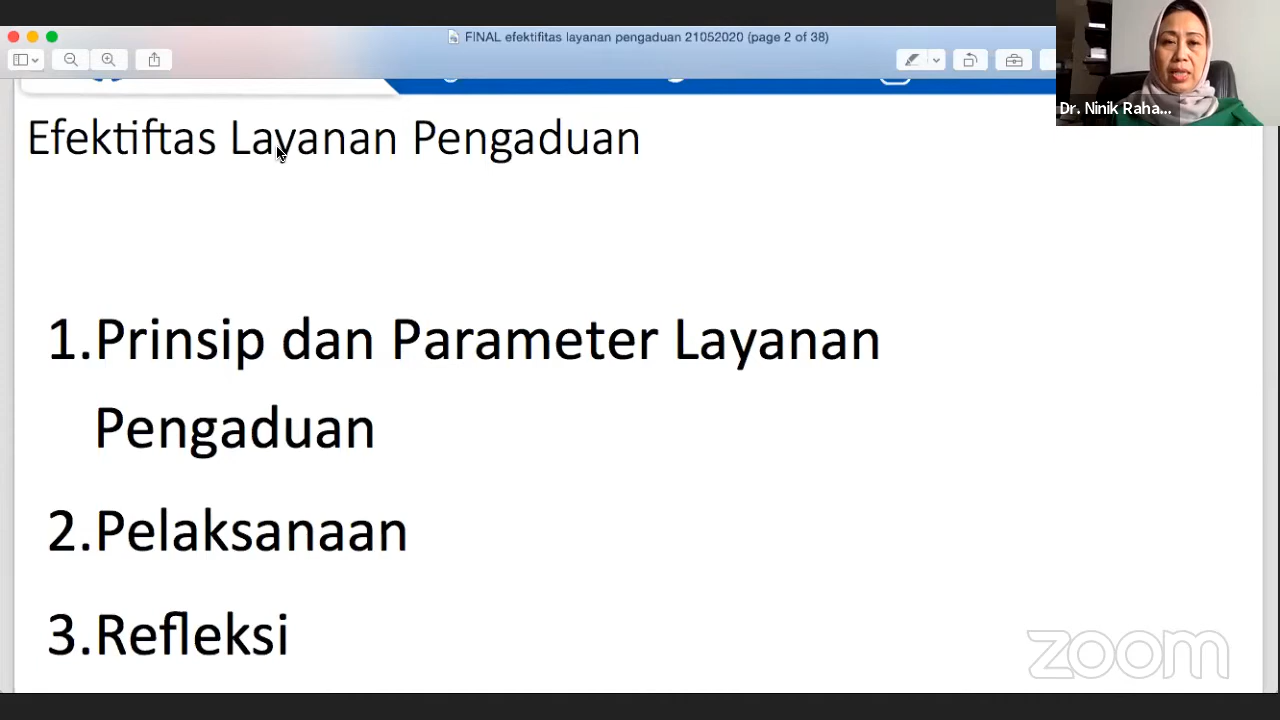 FINAL efektifitas layanan pengaduan 21052020 (page 2 of 38)
Dr. Ninik Raha...
Efektiftas Layanan Pengaduan
1.Prinsip dan Parameter Layanan
Pengaduan
2.Pelaksanaan
3.Refleksi
zoom